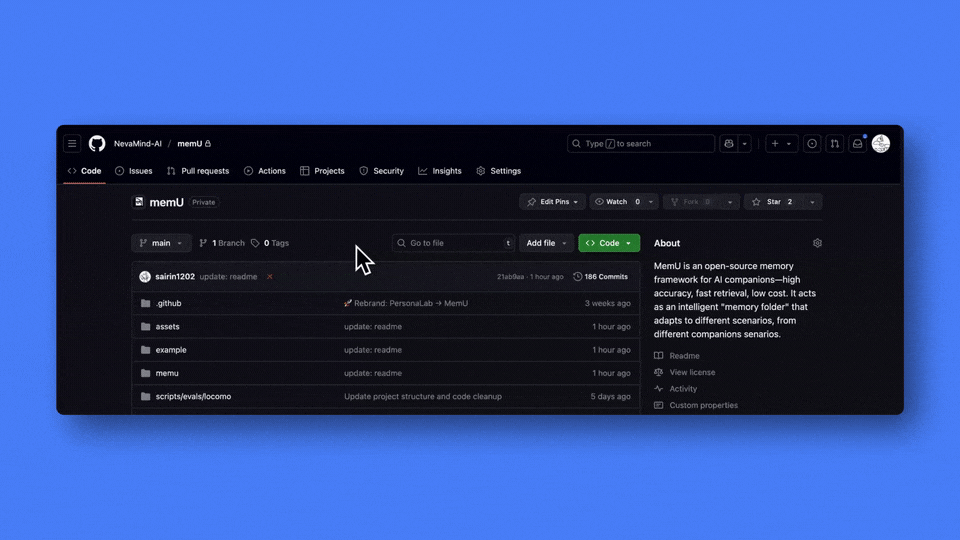 NevaMind-AI / memU
Type / to search
Code Issues Pull requests Actions Projects Security Insights Settings
memU Private
Edit Pins Watch 0 Fork 0 Star 2
main 1 Branch 0 Tags
Go to file t Add file Code
About
sairin1202 update: readme 21ab9ea · 1 hour ago 186 Commits
.github Rebrand: PersonaLab → MemU 3 weeks ago
assets update: readme 1 hour ago
example update: readme 1 hour ago
memu update: readme 1 hour ago
scripts/evals/locomo Update project structure and code cleanup 5 days ago
MemU is an open-source memory
framework for AI companions—high
accuracy, fast retrieval, low cost. It acts
as an intelligent "memory folder" that
adapts to different scenarios, from
different companions senarios.
Readme
View license
Activity
Custom properties